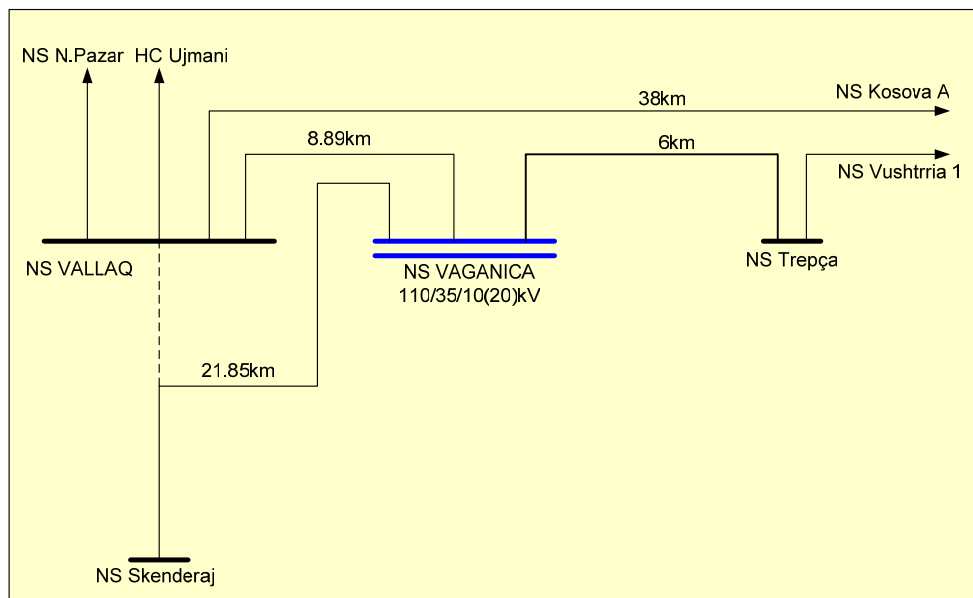 NS N.Pazar
HC Ujmani
NS Kosova A
38km
8.89km
6km
NS Vushtrria 1
NS VALLAQ
NS VAGANICA
110/35/10(20)kV
NS Trepça
21.85km
NS Skenderaj